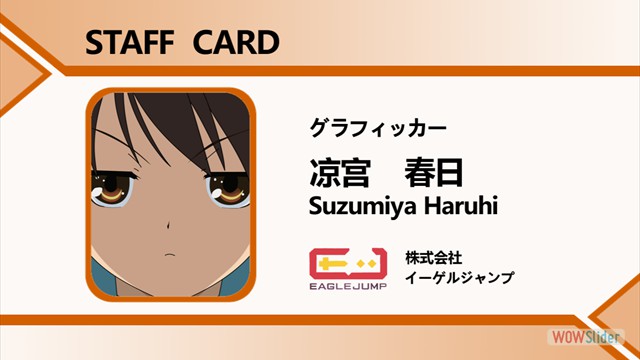 STAFF CARD
グラフィッカー
凉宮 春日
Suzumiya Haruhi
EAGLEJUMP
株式会社
イーグルジャンプ
WOWSlider